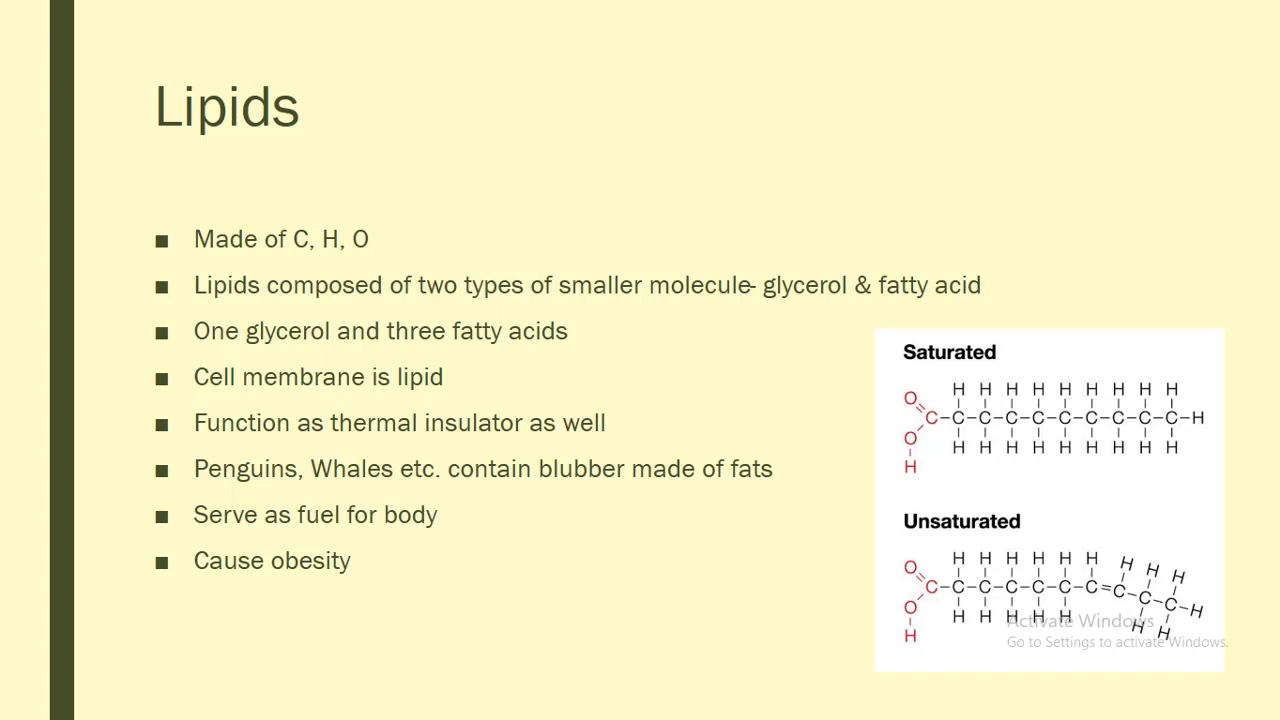 Lipids
■ Made of C, H, O
■ Lipids composed of two types of smaller molecule- glycerol & fatty acid
■ One glycerol and three fatty acids
■ Cell membrane is lipid
■ Function as thermal insulator as well
■ Penguins, Whales etc. contain blubber made of fats
■ Serve as fuel for body
■ Cause obesity
Saturated
H H H H H H H H H
O
C–C–C–C–C–C–C–C–C–C–H
O
H H H H H H H H H
H
Unsaturated
H H H H H H H H H
O
C–C–C–C–C–C–C=C–C–C–H
O
H H H H H H H
H
Activate Windows
Go to Settings to activate Windows.